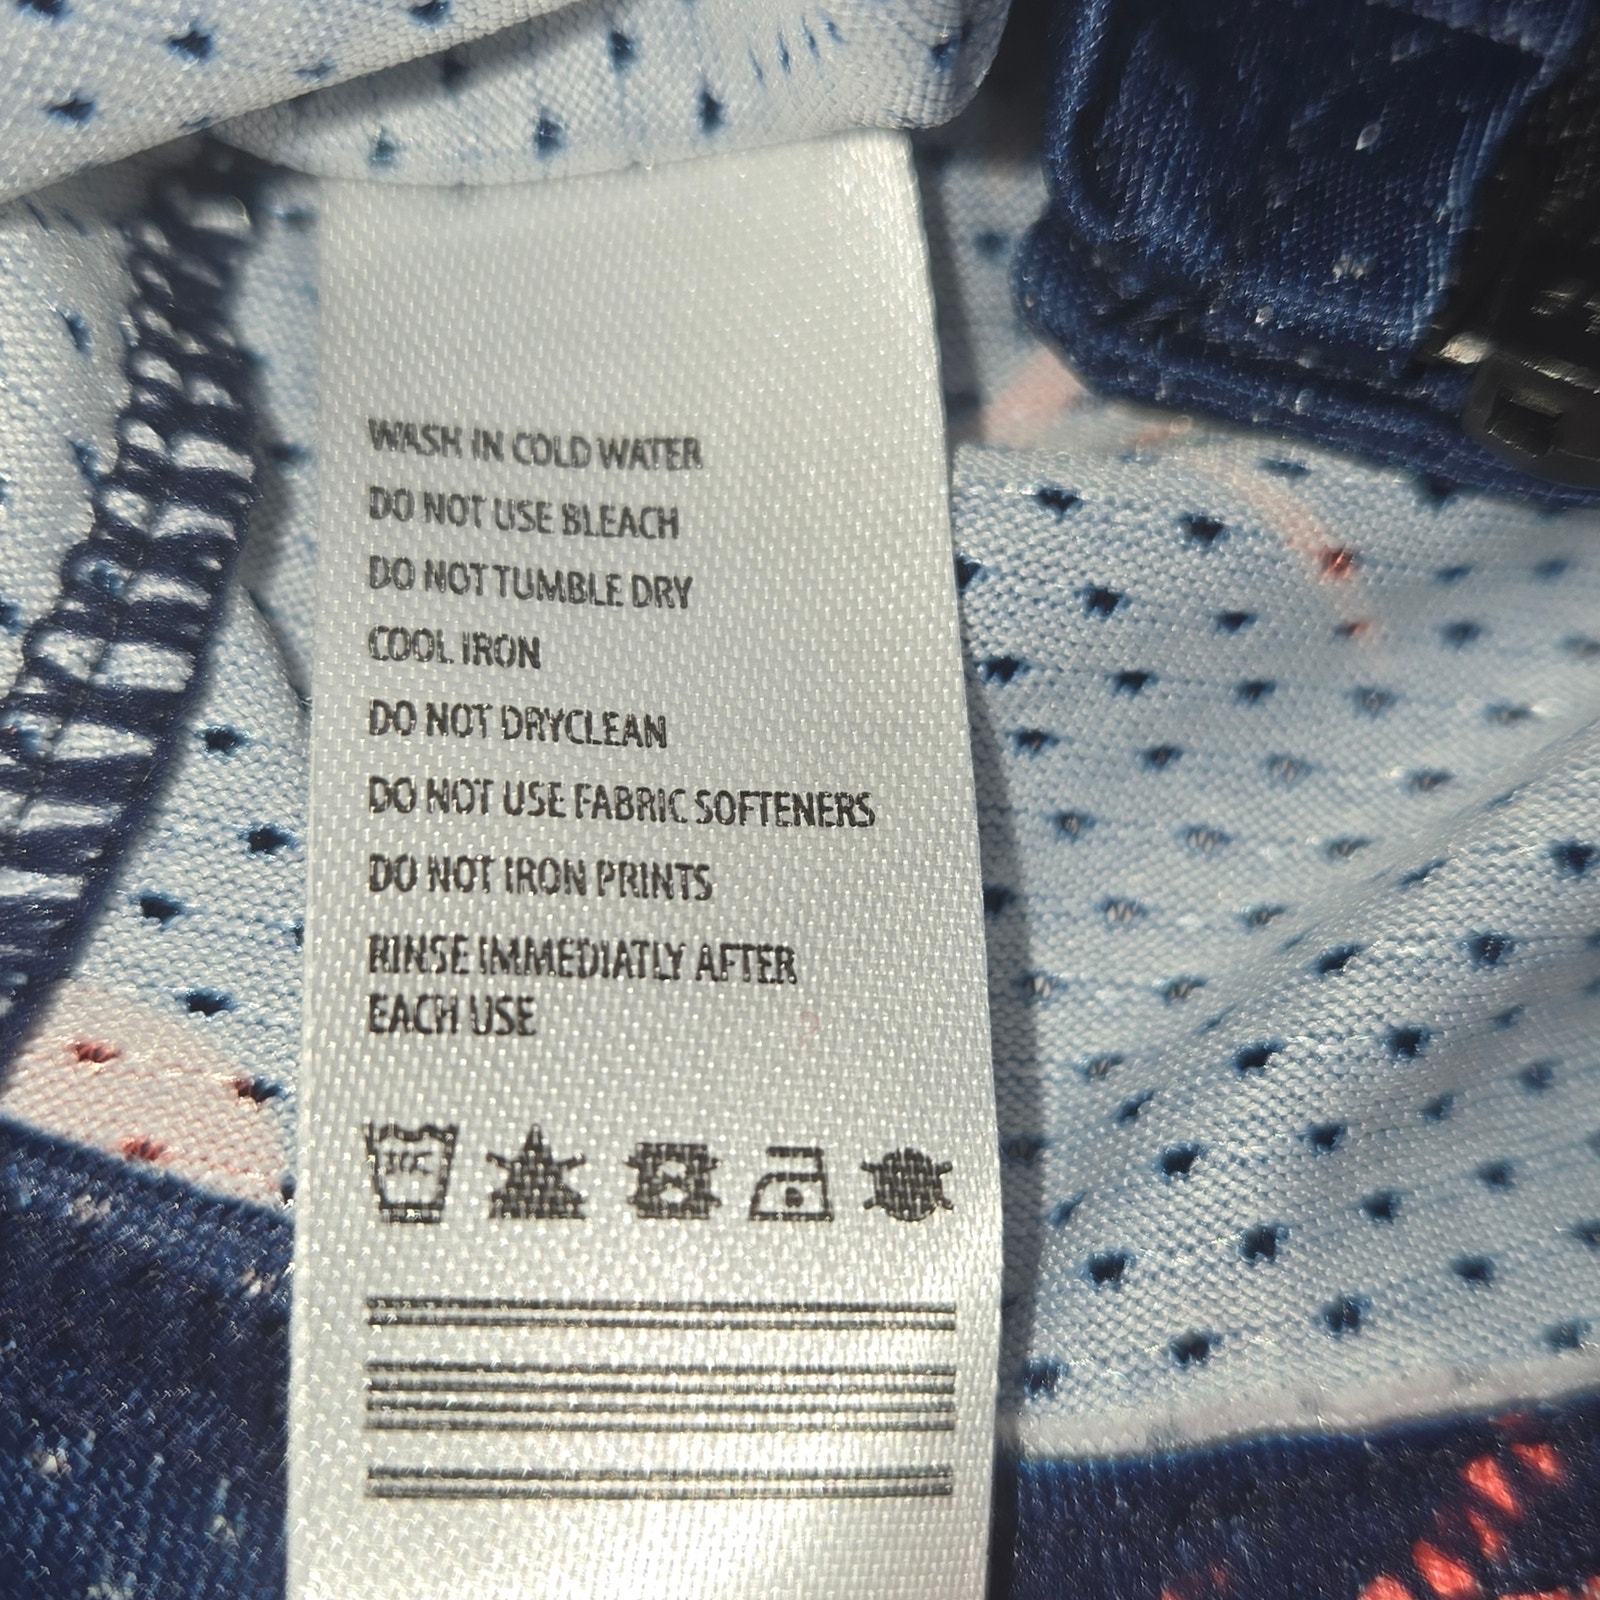 WASH IN COLD WATER
DO NOT USE BLEACH
DO NOT TUMBLE DRY
COOL IRON
DO NOT DRYCLEAN
DO NOT USE FABRIC SOFTENERS
DO NOT IRON PRINTS
RINSE IMMEDIATLY AFTER
EACH USE